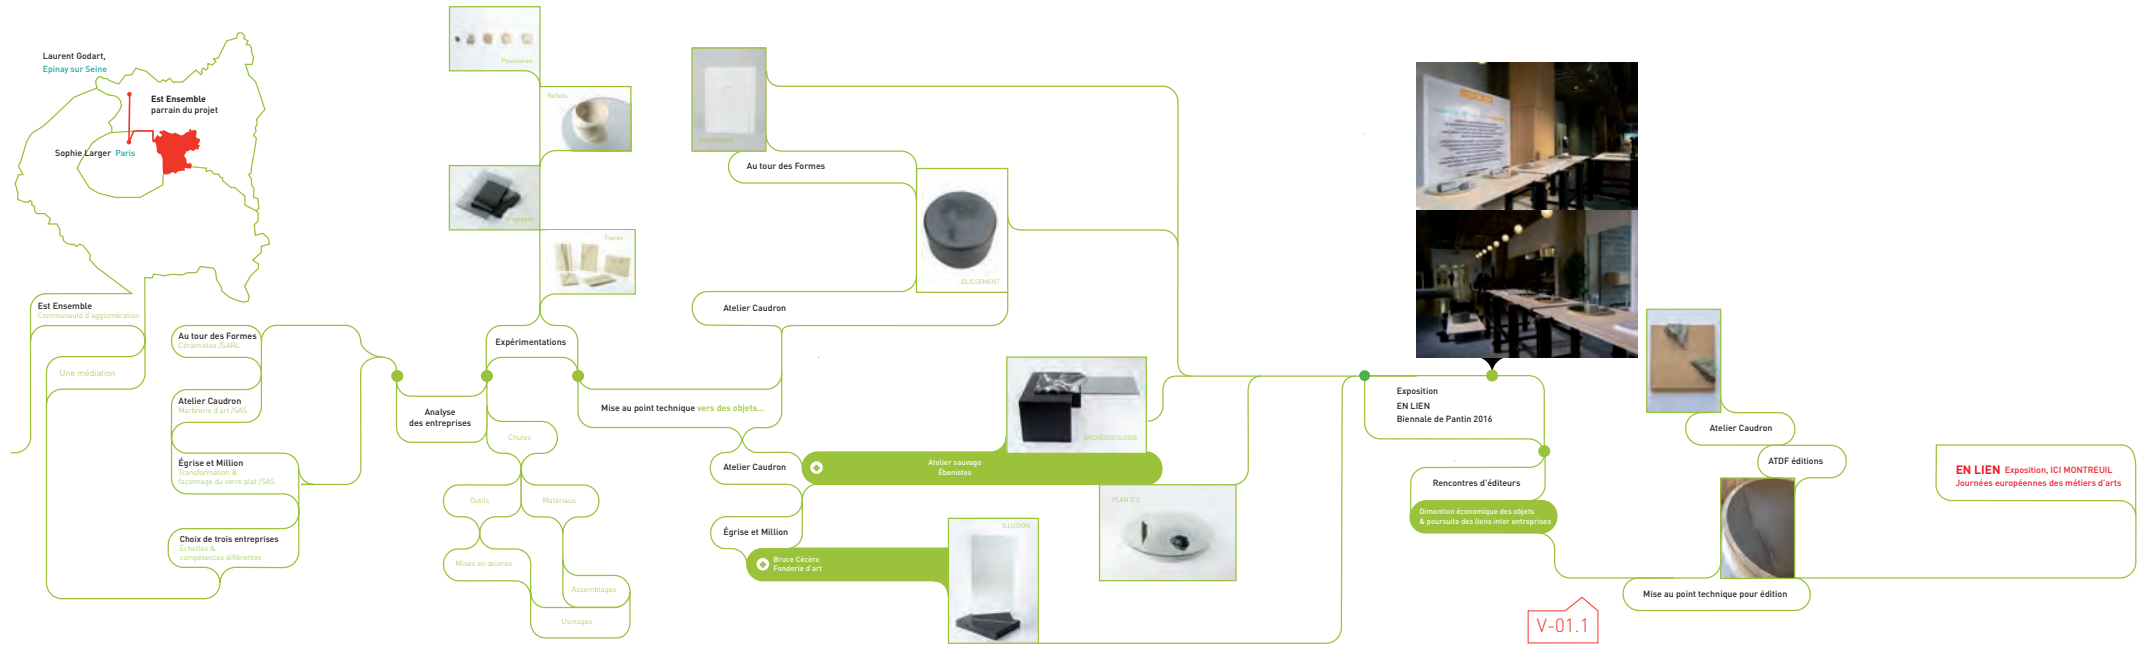 Laurent Godart,
Epinay sur Seine
Est Ensemble
parrain du projet
Sophie Larger Paris
Est Ensemble
Communauté d'agglomération
Une médiation
Au tour des Formes
Céramistes /SARL
Atelier Caudron
Marbrerie d'art /SAS
Égrise et Million
Transformation &
façonnage du verre plat /SAS
Choix de trois entreprises
Échelles &
compétences différentes
Analyse
des entreprises
Poussières
Reflets
Traces
Expérimentations
Chutes
Outils
Matériaux
Mises en œuvres
Assemblages
Usinages
Mise au point technique vers des objets...
Au tour des Formes
GLISSEMENT
Atelier Caudron
ARCHÉODÉOLOGIE
Atelier Caudron
Atelier sauvage
Ébenistes
Égrise et Million
Bruce Cécère
Fonderie d'art
ILLUSION
PLAN D'O
Exposition
EN LIEN
Biennale de Pantin 2016
Rencontres d'éditeurs
Dimention économique des objets
& poursuite des liens inter entreprises
Atelier Caudron
ATDF éditions
Mise au point technique pour édition
EN LIEN Exposition, ICI MONTREUIL
Journées européennes des métiers d'arts
V-01.1